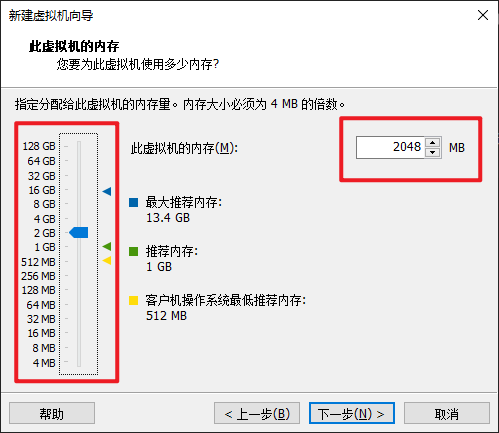 新建虚拟机向导
此虚拟机的内存
您要为此虚拟机使用多少内存?
指定分配给此虚拟机的内存量。内存大小必须为 4 MB 的倍数。
128 GB
64 GB
32 GB
16 GB
8 GB
4 GB
2 GB
1 GB
512 MB
256 MB
128 MB
64 MB
32 MB
16 MB
8 MB
4 MB
此虚拟机的内存(M):
2048 MB
最大推荐内存:
13.4 GB
推荐内存:
1 GB
客户机操作系统最低推荐内存:
512 MB
帮助
< 上一步(B)
下一步(N) >
取消